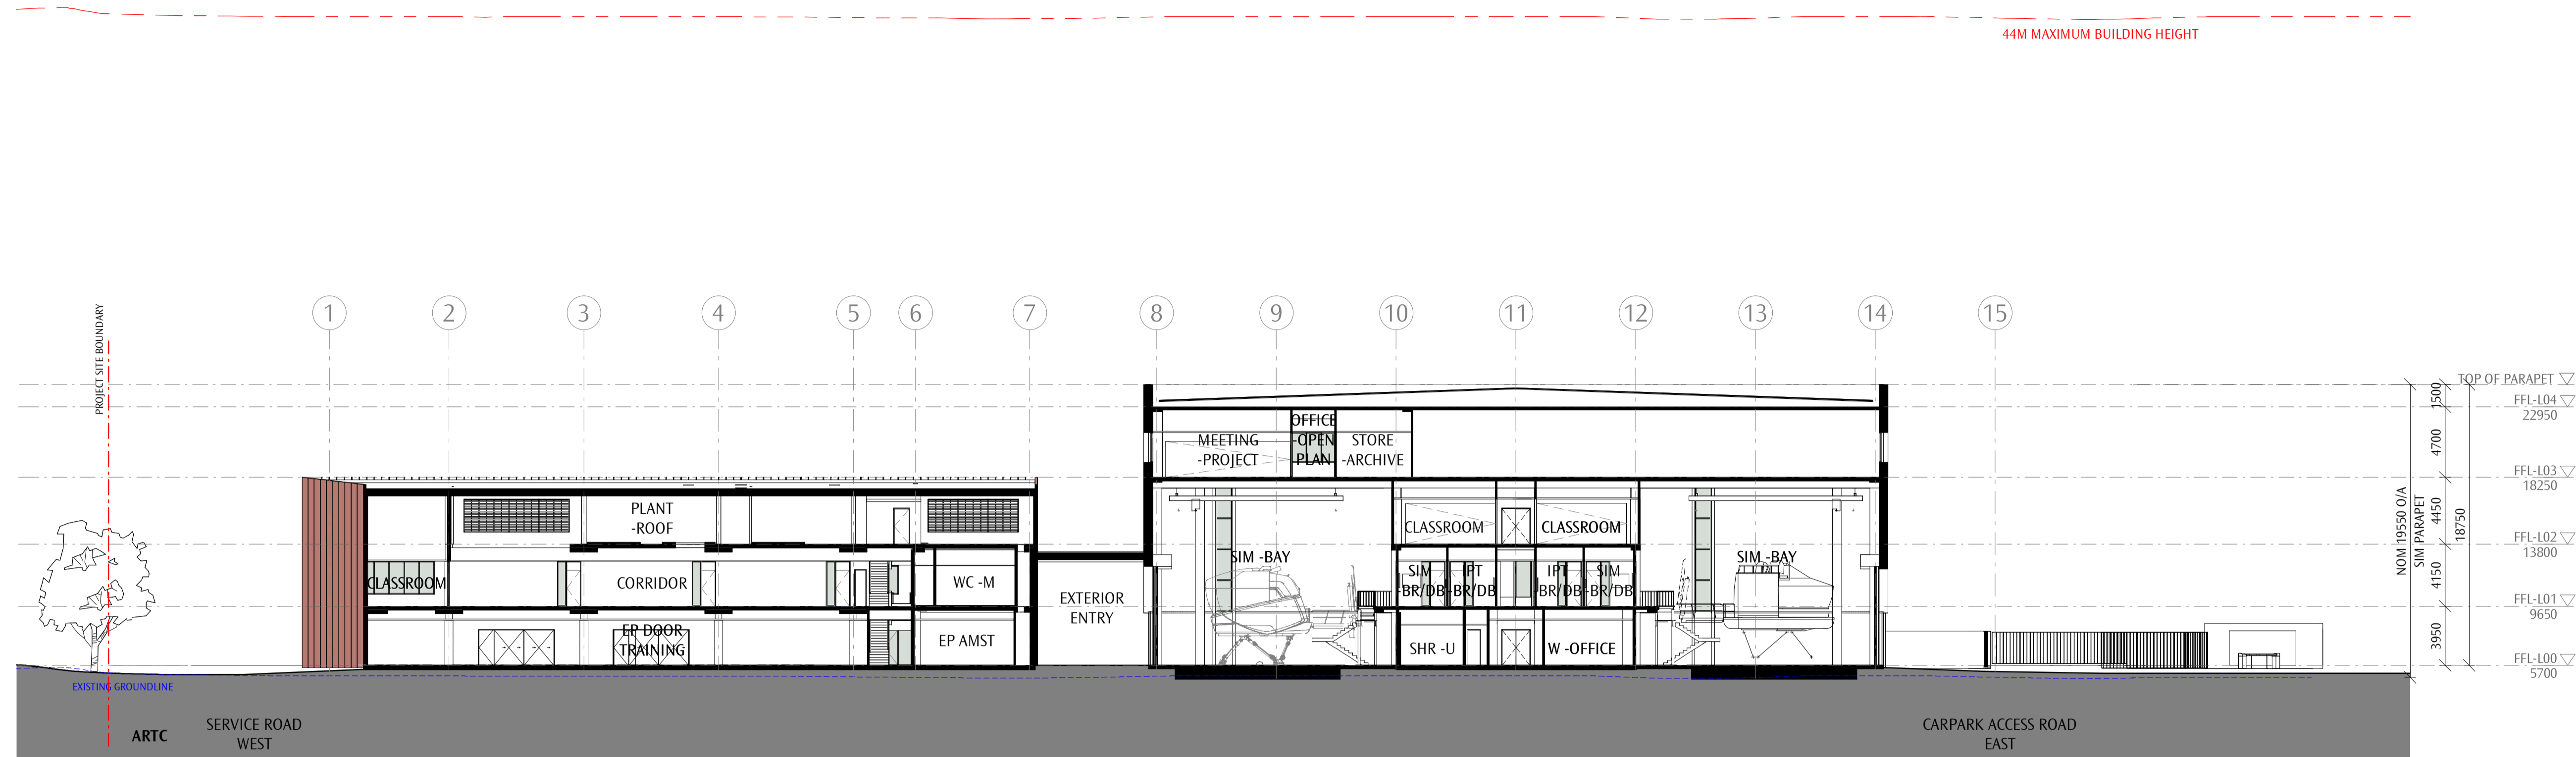 44M MAXIMUM BUILDING HEIGHT
PROJECT SITE BOUNDARY
1
2
3
4
5
6
7
8
9
10
11
12
13
14
15
TOP OF PARAPET
1500
FFL-L04
22950
OFFICE
-OPEN
PLAN
MEETING
-PROJECT
STORE
-ARCHIVE
4700
FFL-L03
18250
PLANT
-ROOF
CLASSROOM
CLASSROOM
NOM 19550 O/A
SIM PARAPET
4450
18750
FFL-L02
13800
SIM -BAY
SIM -BAY
CLASSROOM
CORRIDOR
WC -M
SIM
-BR/DB
IPT
-BR/DB
IPT
-BR/DB
SIM
-BR/DB
4150
EXTERIOR
ENTRY
FFL-L01
9650
EP DOOR
TRAINING
EP AMST
SHR -U
W -OFFICE
3950
FFL-L00
5700
EXISTING GROUNDLINE
ARTC
SERVICE ROAD
WEST
CARPARK ACCESS ROAD
EAST